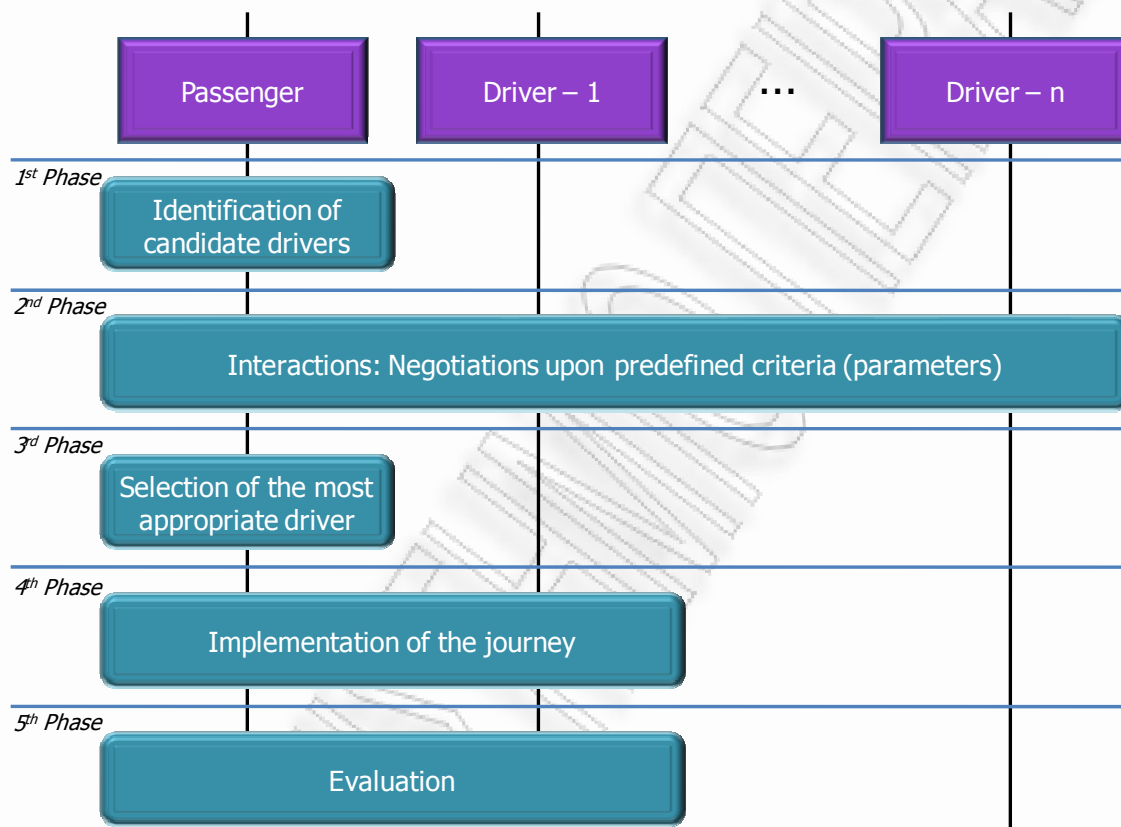 Passenger
Driver – 1
...
Driver – n
1st Phase
Identification of
candidate drivers
2nd Phase
Interactions: Negotiations upon predefined criteria (parameters)
3rd Phase
Selection of the most
appropriate driver
4th Phase
Implementation of the journey
5th Phase
Evaluation